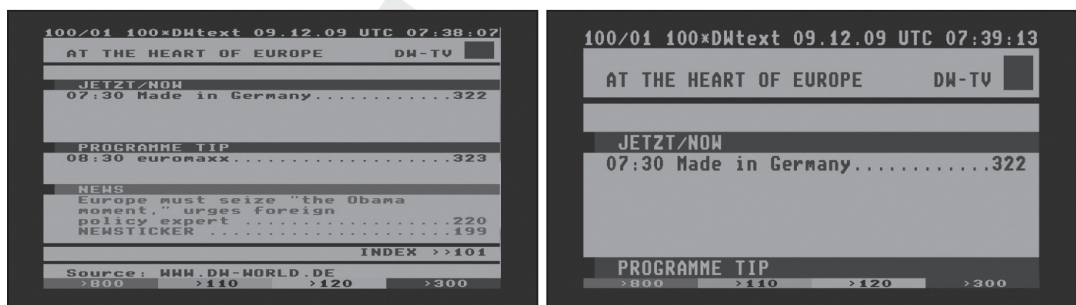 100/01 100*DWtext 09.12.09 UTC 07:38:07
AT THE HEART OF EUROPE DW-TV
JETZT/NOW
07:30 Made in Germany............322
PROGRAMME TIP
08:30 euromaxx...................323
NEWS
Europe must seize "the Obama
moment," urges foreign
policy expert ...................220
NEWSTICKER ......................199
INDEX >>101
Source: WWW.DW-WORLD.DE
>800 >110 >120 >300
100/01 100*DWtext 09.12.09 UTC 07:39:13
AT THE HEART OF EUROPE DW-TV
JETZT/NOW
07:30 Made in Germany............322
PROGRAMME TIP
>800 >110 >120 >300